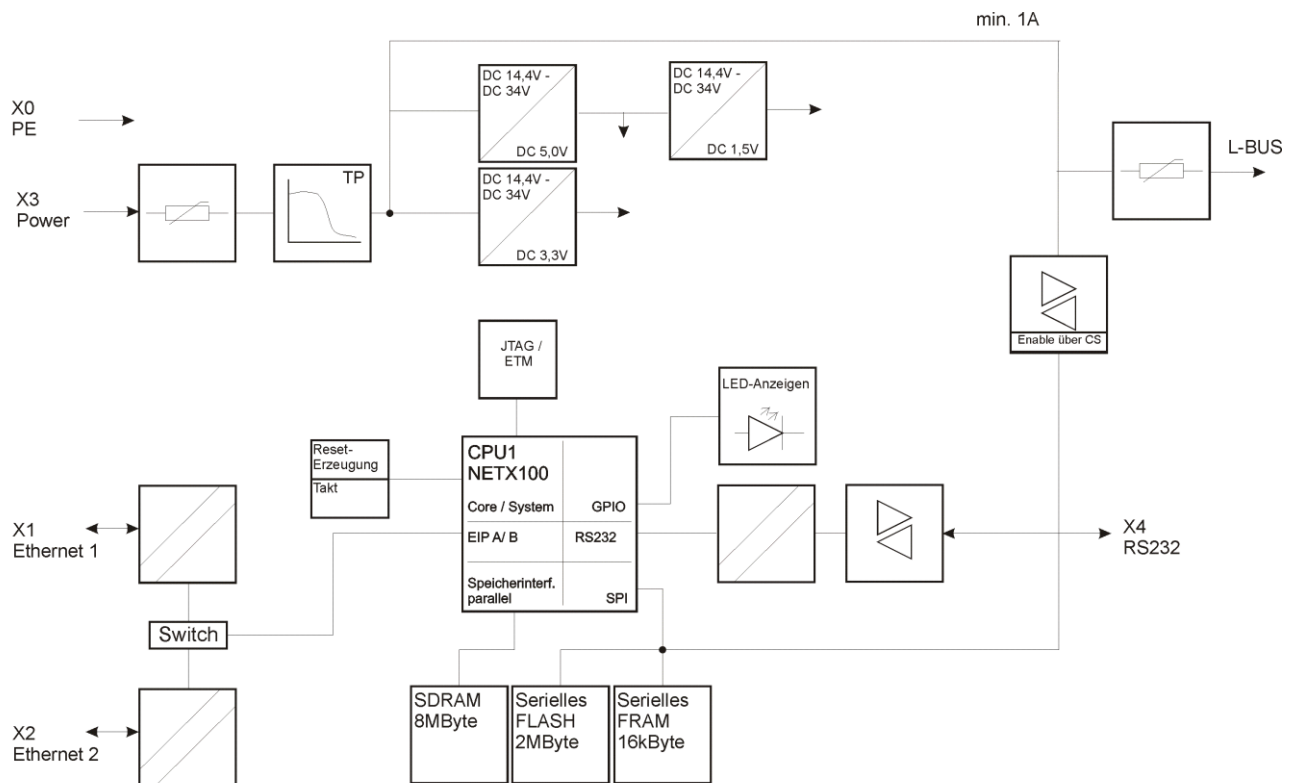 min. 1A
X0
PE
DC 14,4V -
DC 34V
DC 5,0V
DC 14,4V -
DC 34V
DC 1,5V
L-BUS
X3
Power
TP
DC 14,4V -
DC 34V
DC 3,3V
Enable über CS
JTAG /
ETM
LED-Anzeigen
Reset-
Erzeugung
Takt
CPU1
NETX100
Core / System
GPIO
EIP A/ B
RS232
Speicherinterf.
parallel
SPI
X1
Ethernet 1
X4
RS232
Switch
X2
Ethernet 2
SDRAM
8MByte
Serielles
FLASH
2MByte
Serielles
FRAM
16kByte